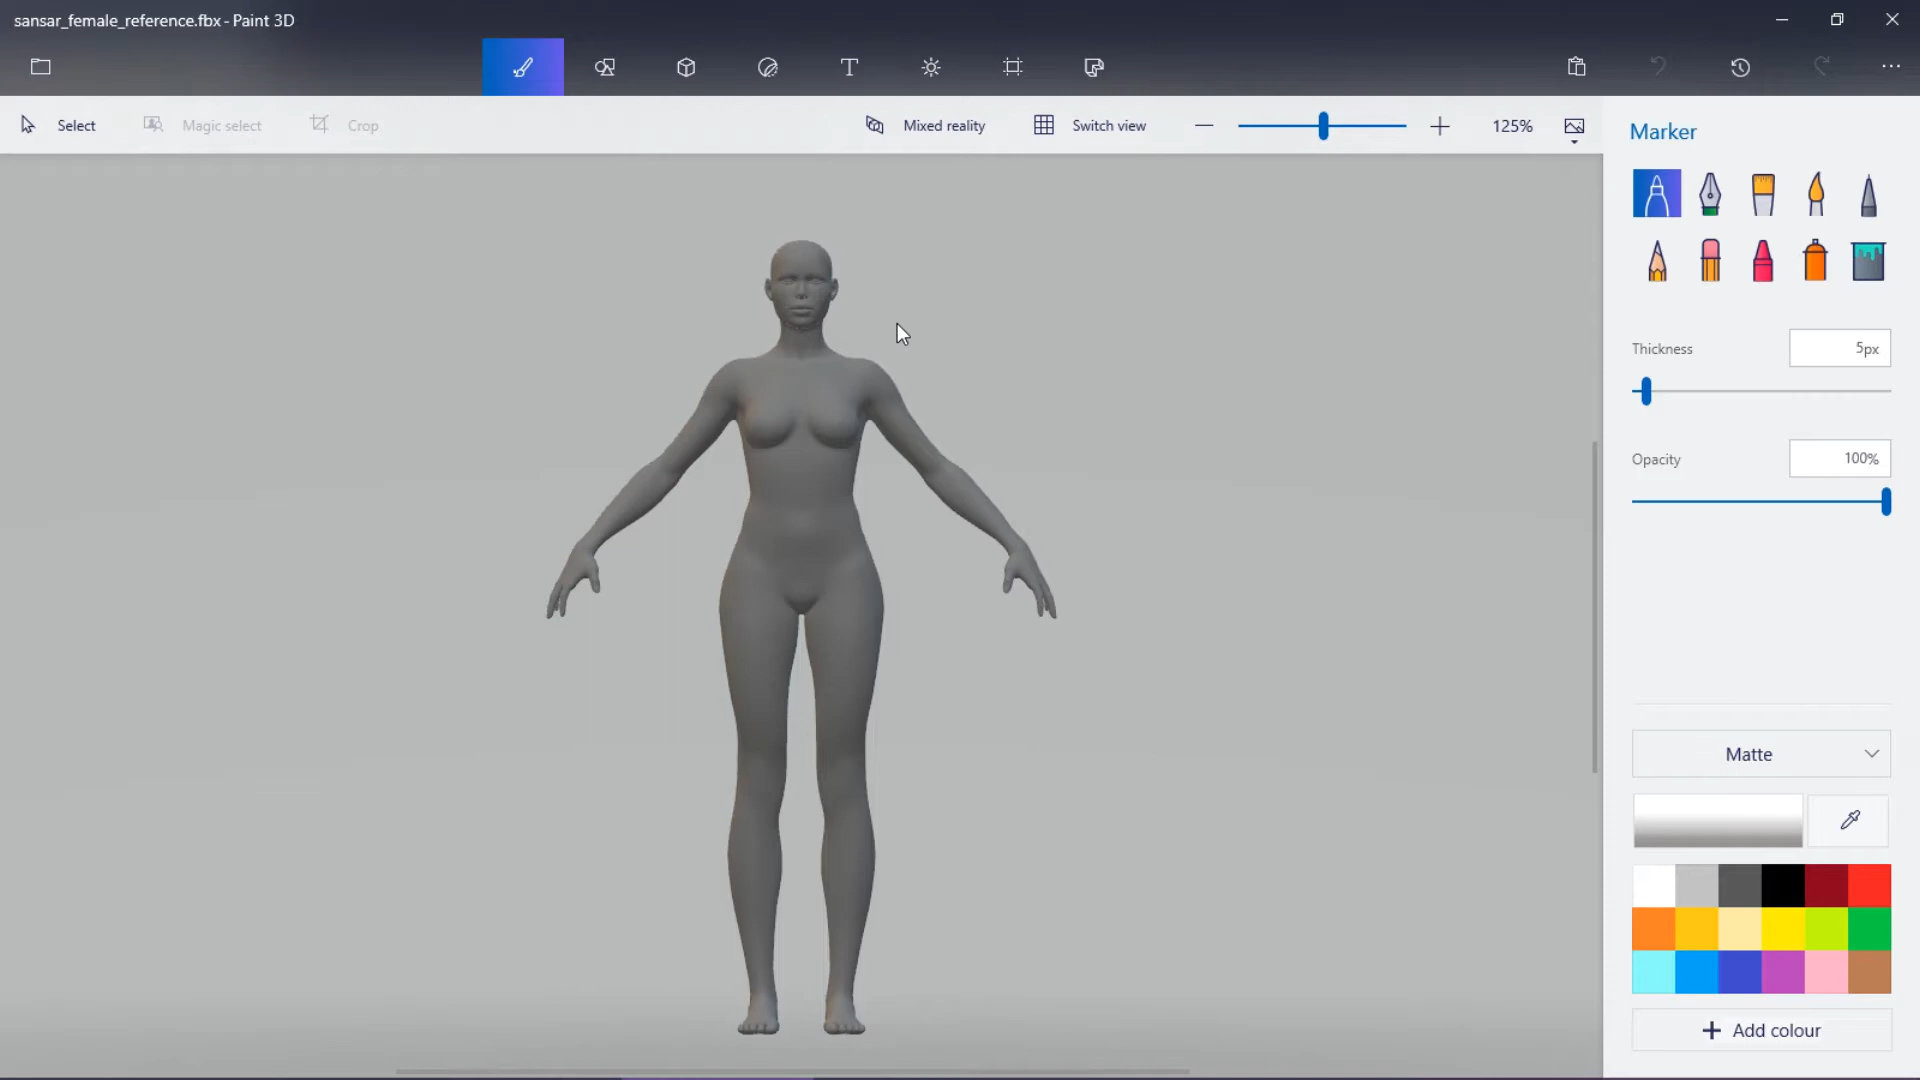 sansar_female_reference.fbx - Paint 3D
Select
Magic select
Crop
Mixed reality
Switch view
125%
Marker
Thickness
5px
Opacity
100%
Matte
Add colour